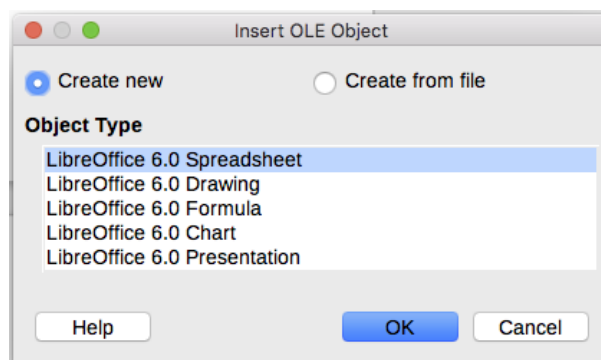 Insert OLE Object
Create new Create from file
Object Type
LibreOffice 6.0 Spreadsheet
LibreOffice 6.0 Drawing
LibreOffice 6.0 Formula
LibreOffice 6.0 Chart
LibreOffice 6.0 Presentation
Help OK Cancel